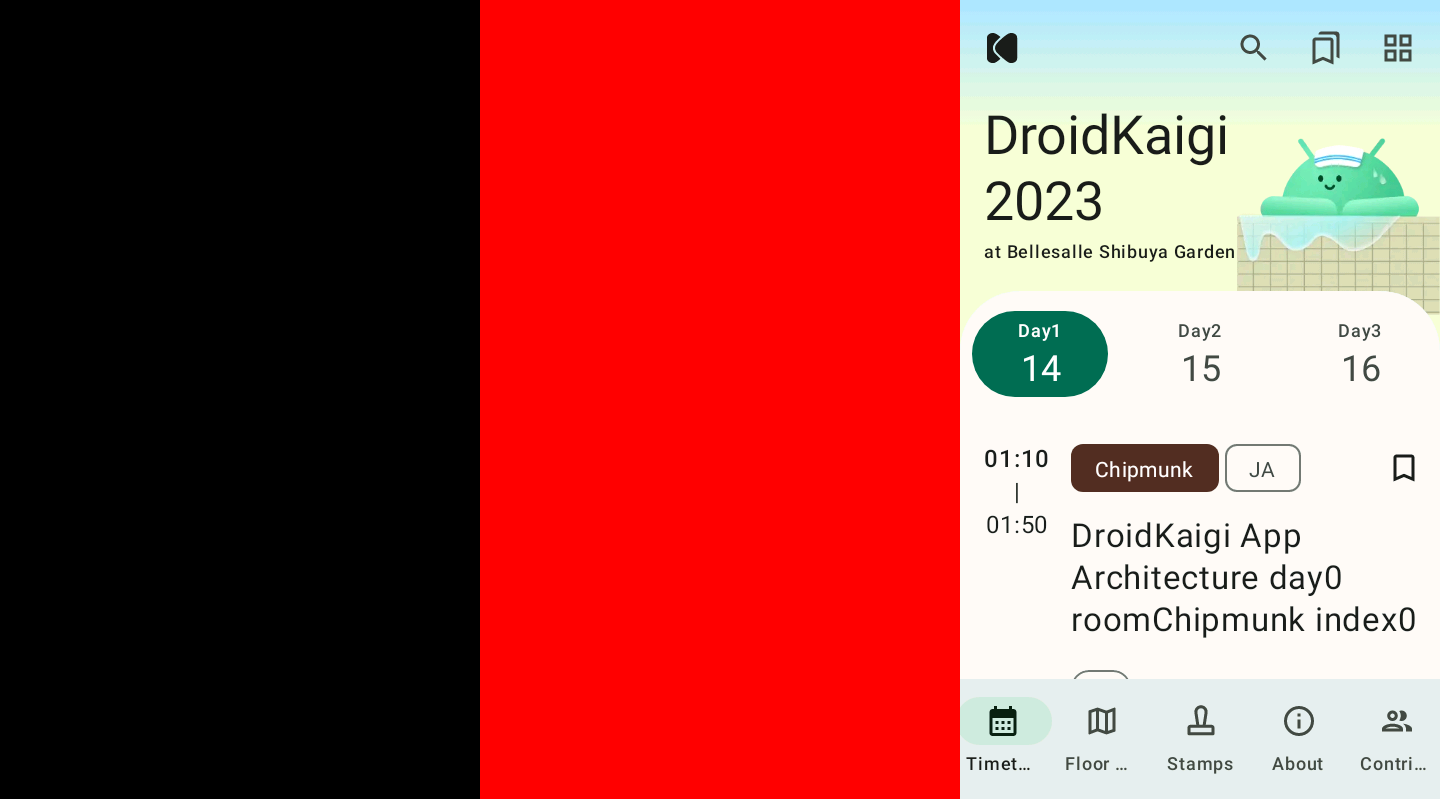 DroidKaigi
2023
at Bellesalle Shibuya Garden
Day1
14
Day2
15
Day3
16
01:10
|
01:50
Chipmunk
JA
DroidKaigi App
Architecture day0
roomChipmunk index0
Timet…
Floor …
Stamps
About
Contri…